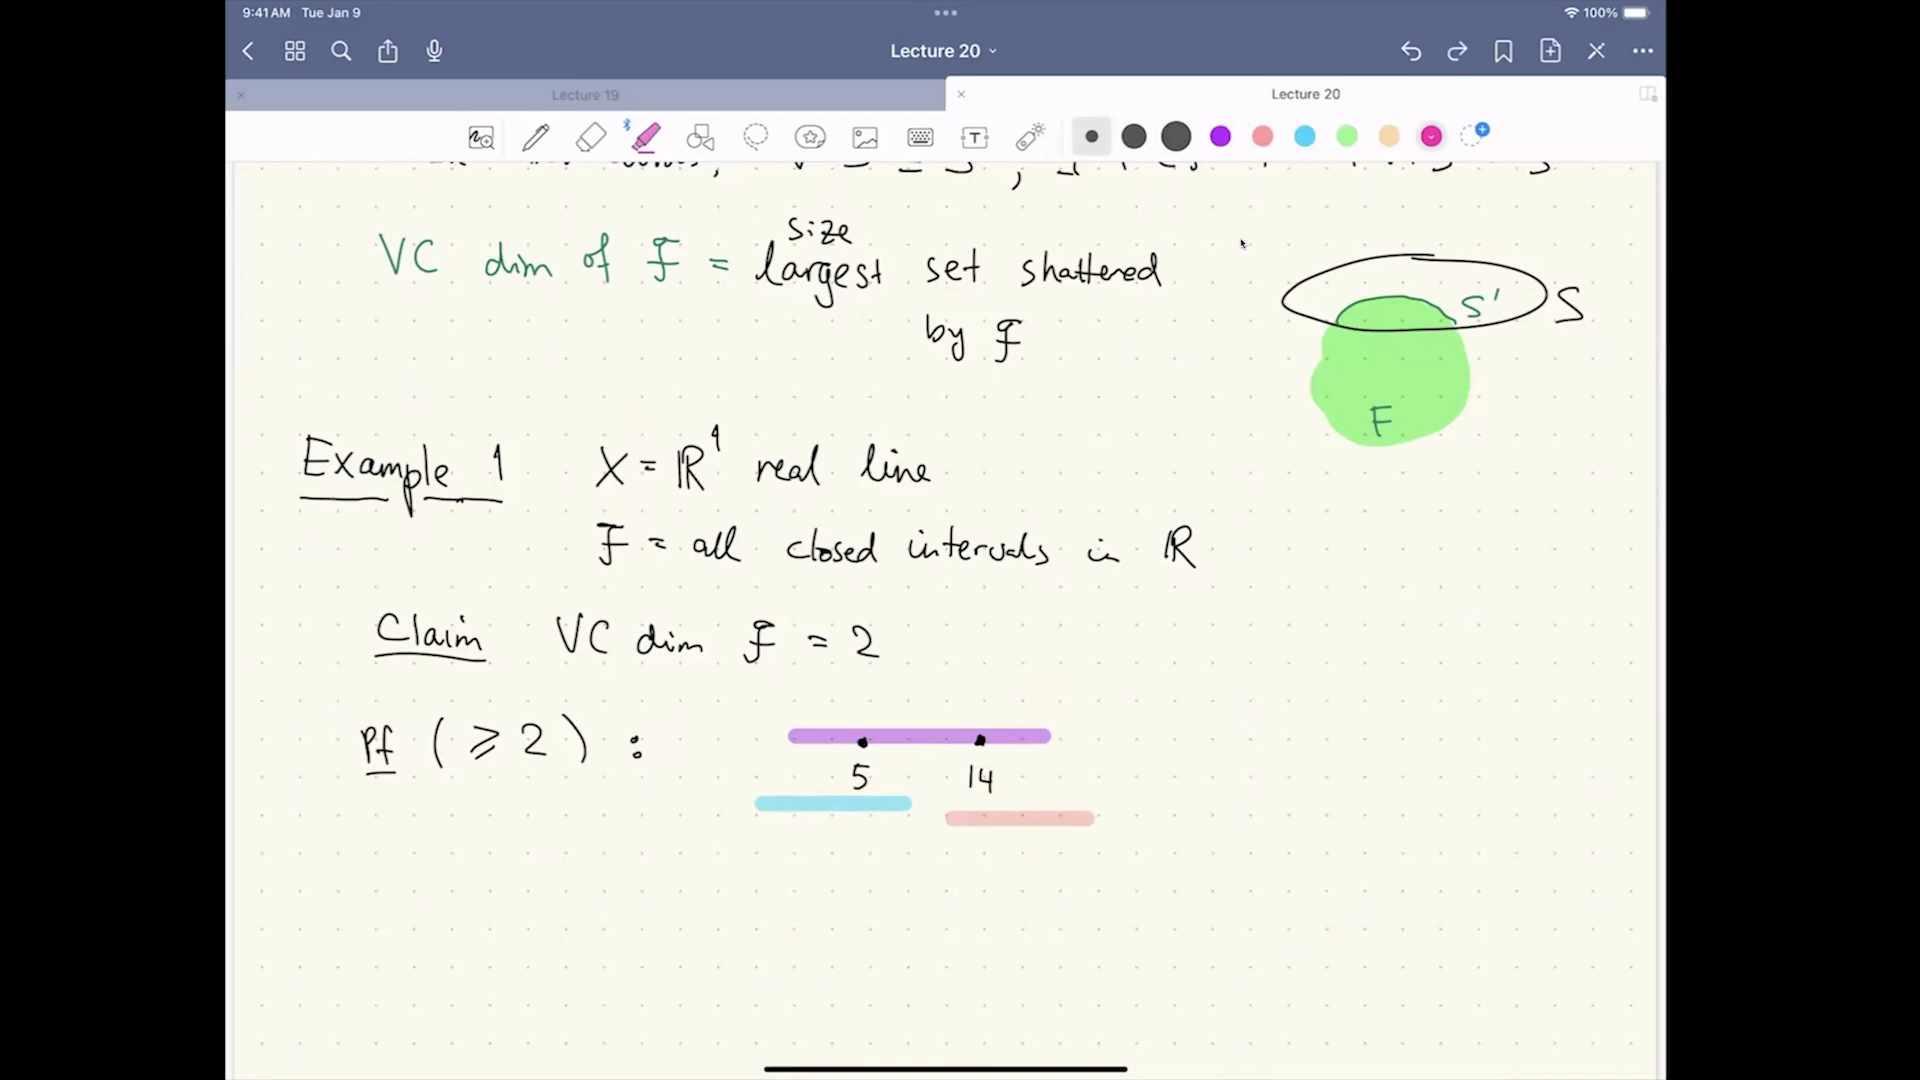 9:41 AM Tue Jan 9
100%
Lecture 20
Lecture 19
Lecture 20
size
VC dim of F = largest set shattered
by F
S'
S
F
Example 1 X = ℝ¹ real line
F = all closed intervals in ℝ
Claim VC dim F = 2
Pf (⩾ 2) :
5 14